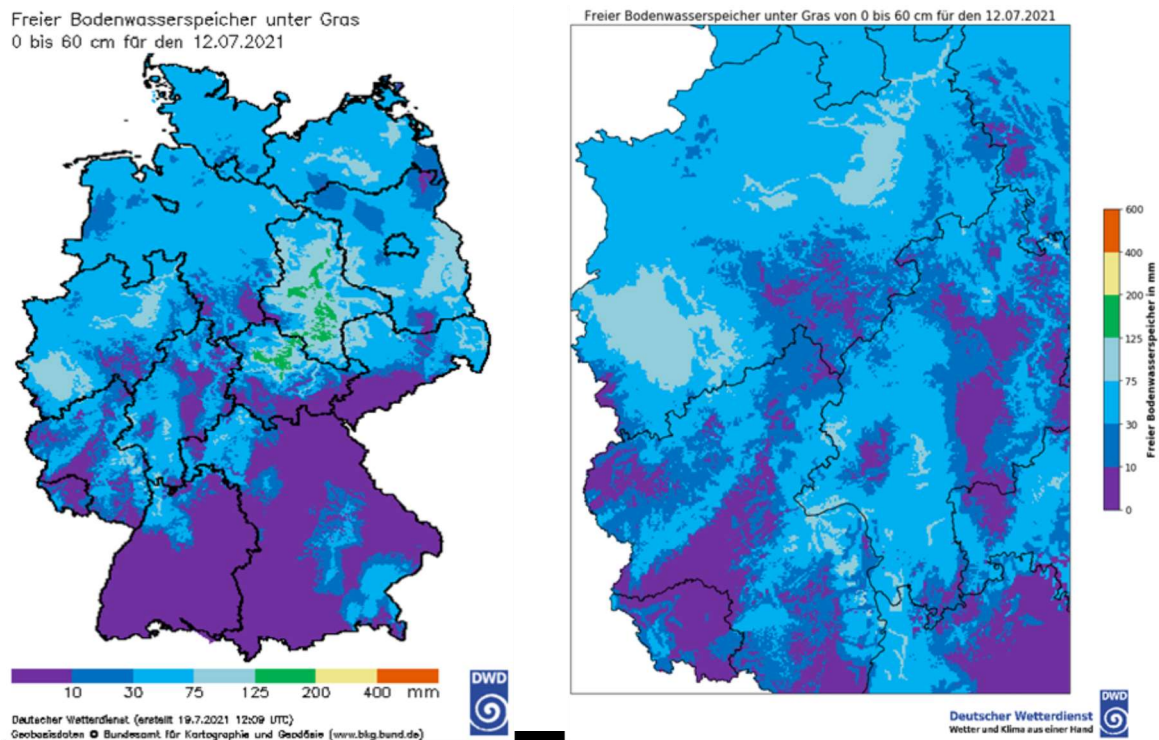 Freier Bodenwasserspeicher unter Gras
0 bis 60 cm für den 12.07.2021
10 30 75 125 200 400 mm
Deutscher Wetterdienst (erstellt 19.7.2021 12:09 UTC)
Geobasisdaten © Bundesamt für Kartographie und Geodäsie (www.bkg.bund.de)
DWD
Freier Bodenwasserspeicher unter Gras von 0 bis 60 cm für den 12.07.2021
600
400
200
125
75
30
10
0
Freier Bodenwasserspeicher in mm
Deutscher Wetterdienst
Wetter und Klima aus einer Hand
DWD